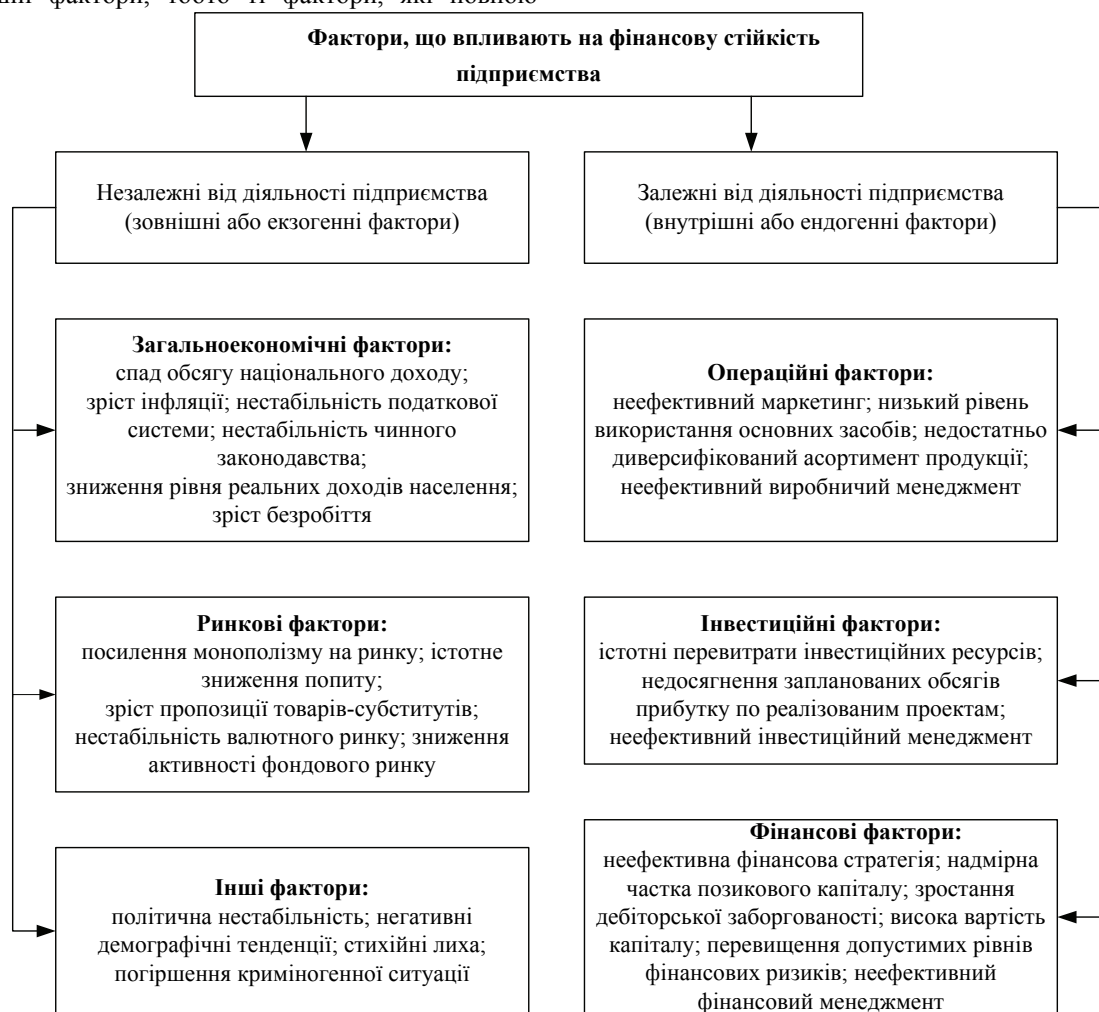 фактори, тобто ті фактори, які повною
Фактори, що впливають на фінансову стійкість
підприємства
Незалежні від діяльності підприємства
(зовнішні або екзогенні фактори)
Залежні від діяльності підприємства
(внутрішні або ендогенні фактори)
Загальноекономічні фактори:
спад обсягу національного доходу;
зріст інфляції; нестабільність податкової
системи; нестабільність чинного
законодавства;
зниження рівня реальних доходів населення;
зріст безробіття
Операційні фактори:
неефективний маркетинг; низький рівень
використання основних засобів; недостатньо
диверсифікований асортимент продукції;
неефективний виробничий менеджмент
Ринкові фактори:
посилення монополізму на ринку; істотне
зниження попиту;
зріст пропозиції товарів-субститутів;
нестабільність валютного ринку; зниження
активності фондового ринку
Інвестиційні фактори:
істотні перевитрати інвестиційних ресурсів;
недосягнення запланованих обсягів
прибутку по реалізованим проектам;
неефективний інвестиційний менеджмент
Інші фактори:
політична нестабільність; негативні
демографічні тенденції; стихійні лиха;
погіршення криміногенної ситуації
Фінансові фактори:
неефективна фінансова стратегія; надмірна
частка позикового капіталу; зростання
дебіторської заборгованості; висока вартість
капіталу; перевищення допустимих рівнів
фінансових ризиків; неефективний
фінансовий менеджмент